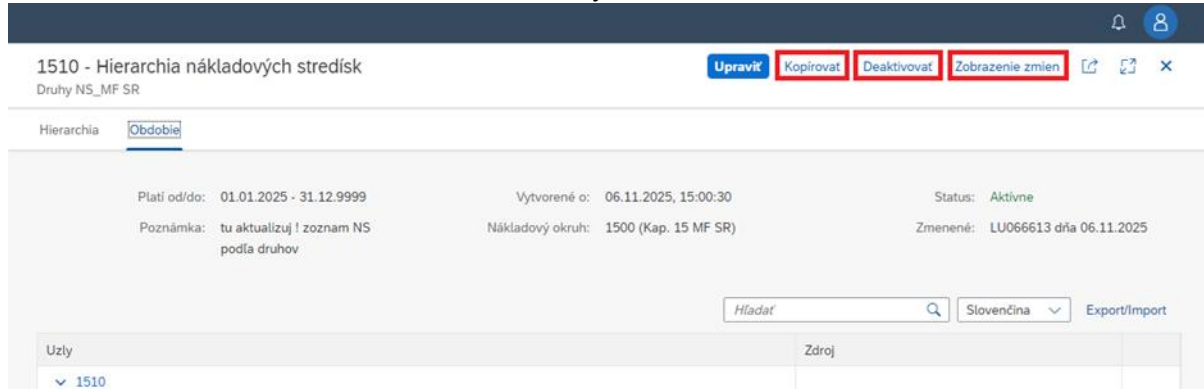 1510 - Hierarchia nákladových stredísk
Upraviť Kopírovať Deaktivovať Zobrazenie zmien
Druhy NS_MF SR
Hierarchia Obdobie
Platí od/do: 01.01.2025 - 31.12.9999 Vytvorené o: 06.11.2025, 15:00:30 Status: Aktívne
Poznámka: tu aktualizuj ! zoznam NS Nákladový okruh: 1500 (Kap. 15 MF SR) Zmenené: LU066613 dňa 06.11.2025
podľa druhov
Hľadať Slovenčina Export/Import
Uzly Zdroj
1510